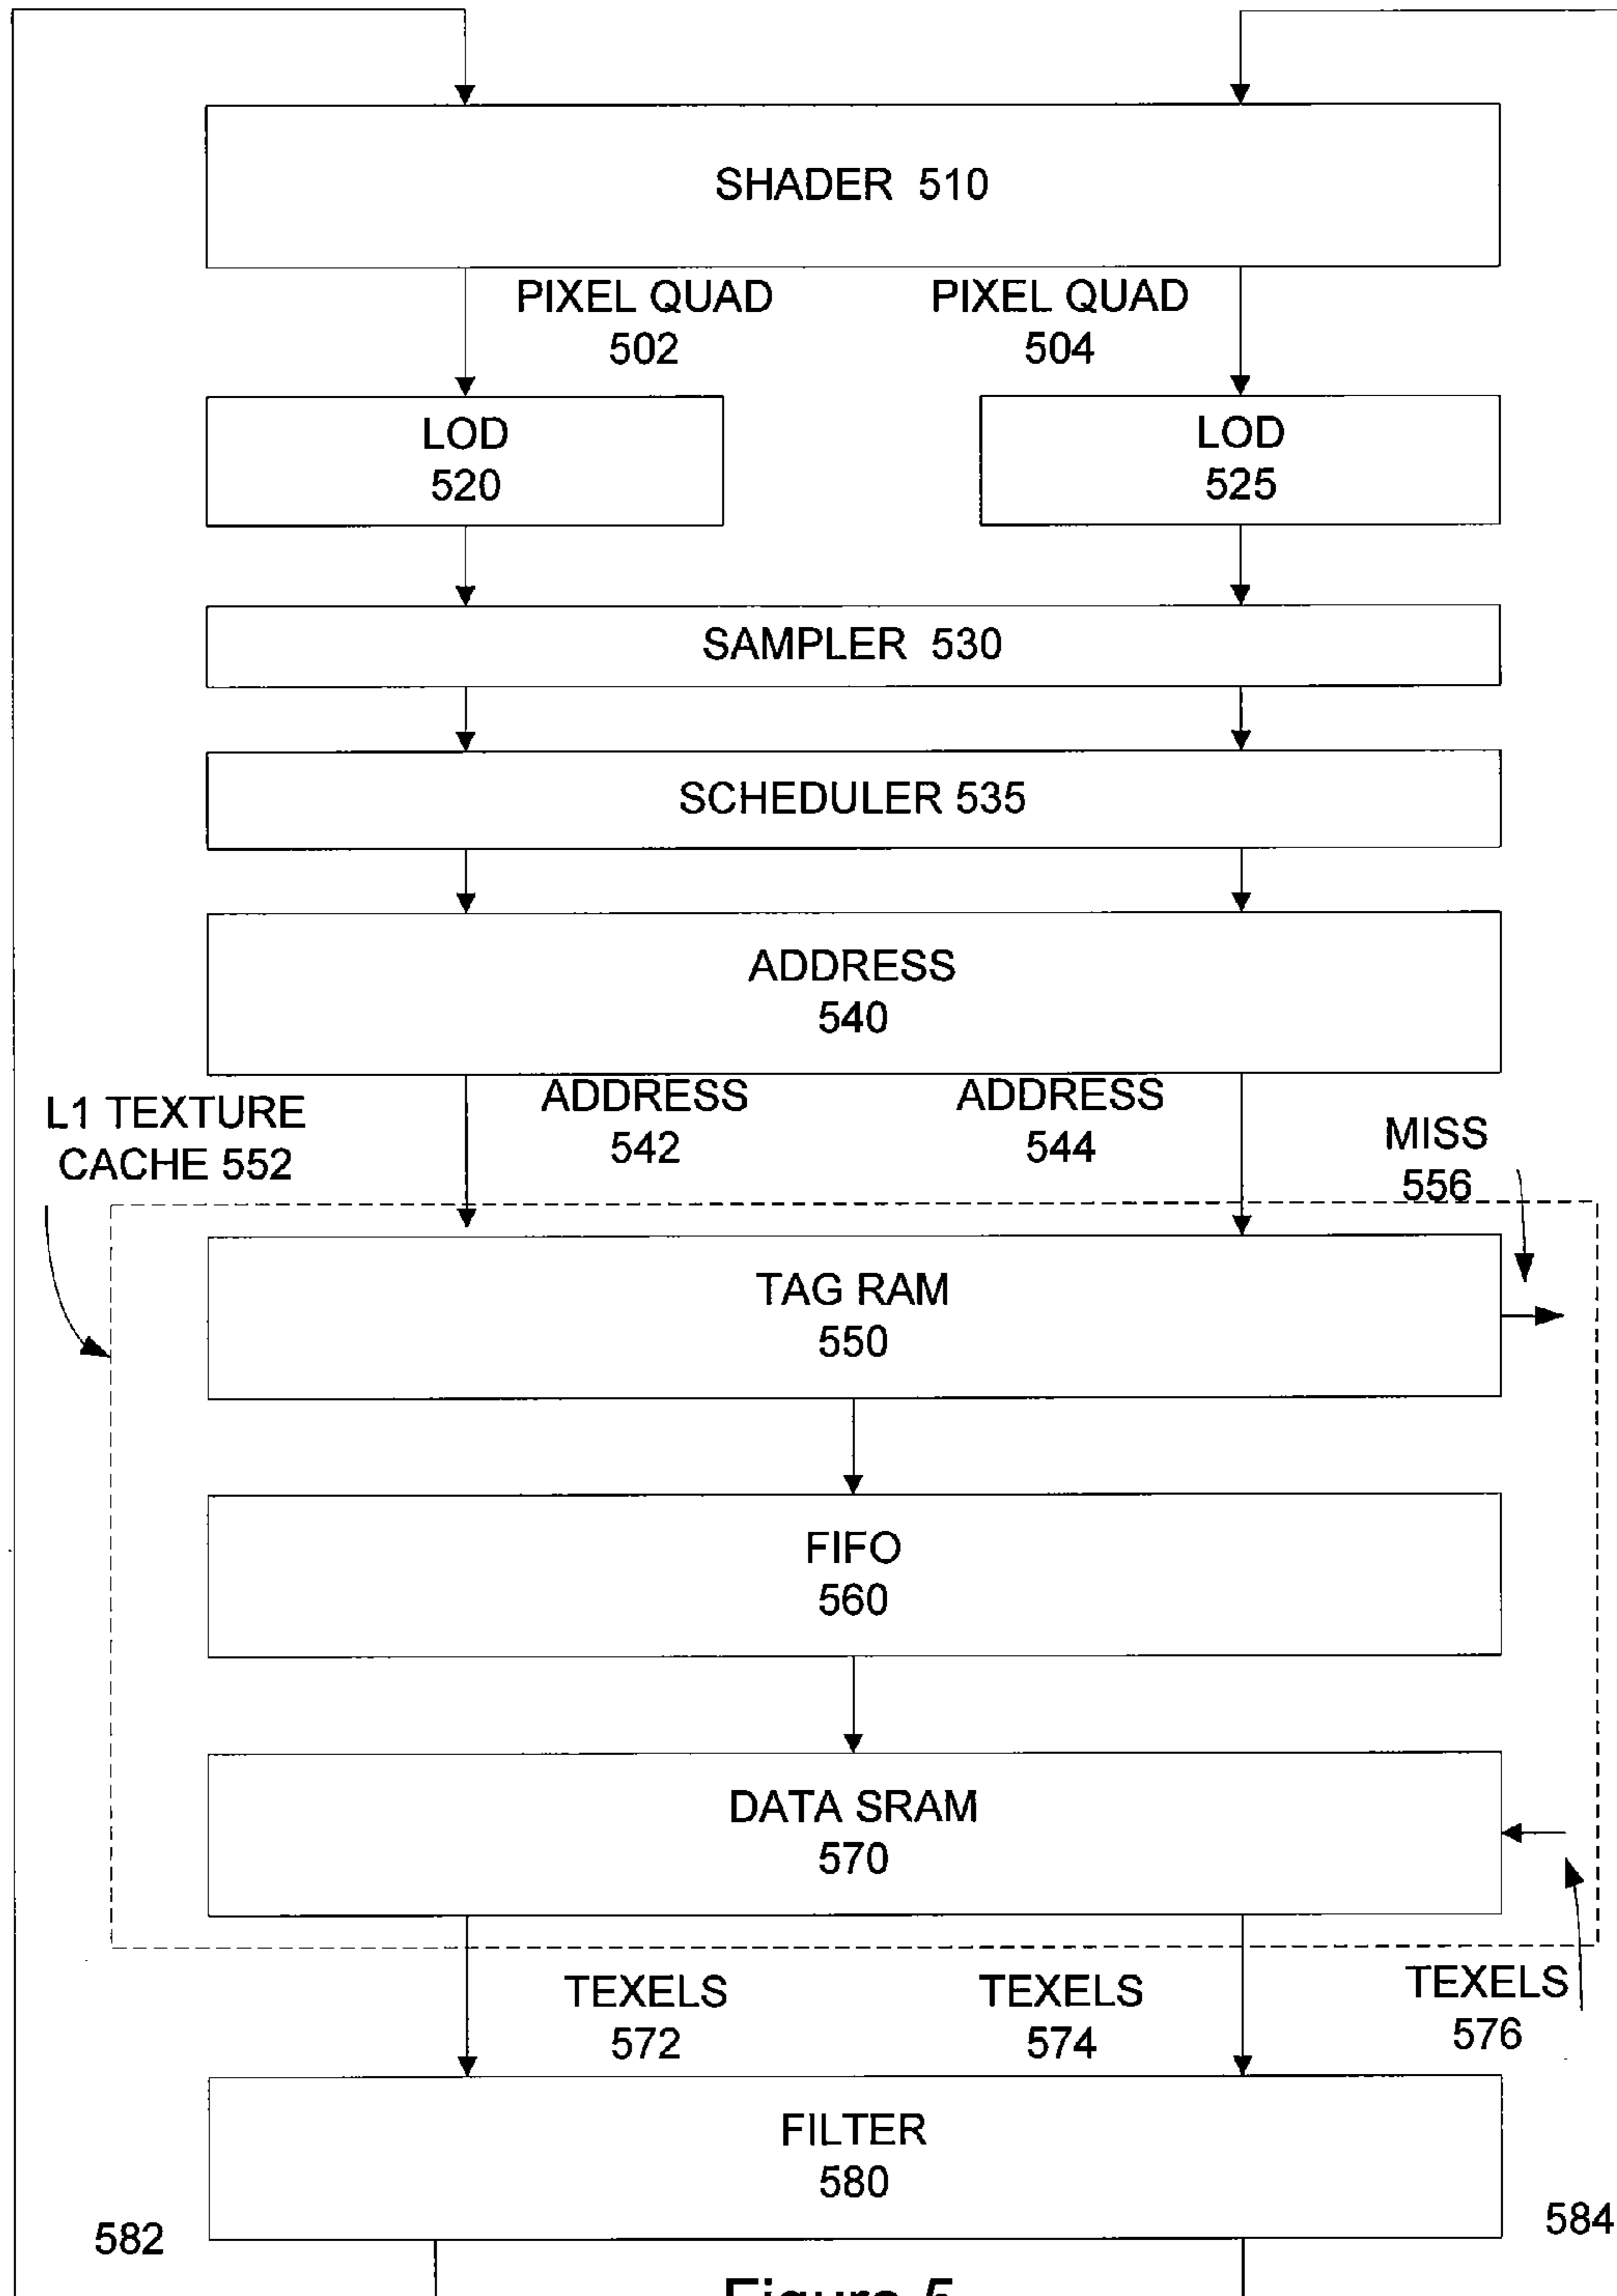 SHADER 510
PIXEL QUAD
502
PIXEL QUAD
504
LOD
520
LOD
525
SAMPLER 530
SCHEDULER 535
ADDRESS
540
ADDRESS
542
ADDRESS
544
L1 TEXTURE
CACHE 552
MISS
556
TAG RAM
550
FIFO
560
DATA SRAM
570
TEXELS
572
TEXELS
574
TEXELS
576
FILTER
580
582
584
Figure 5